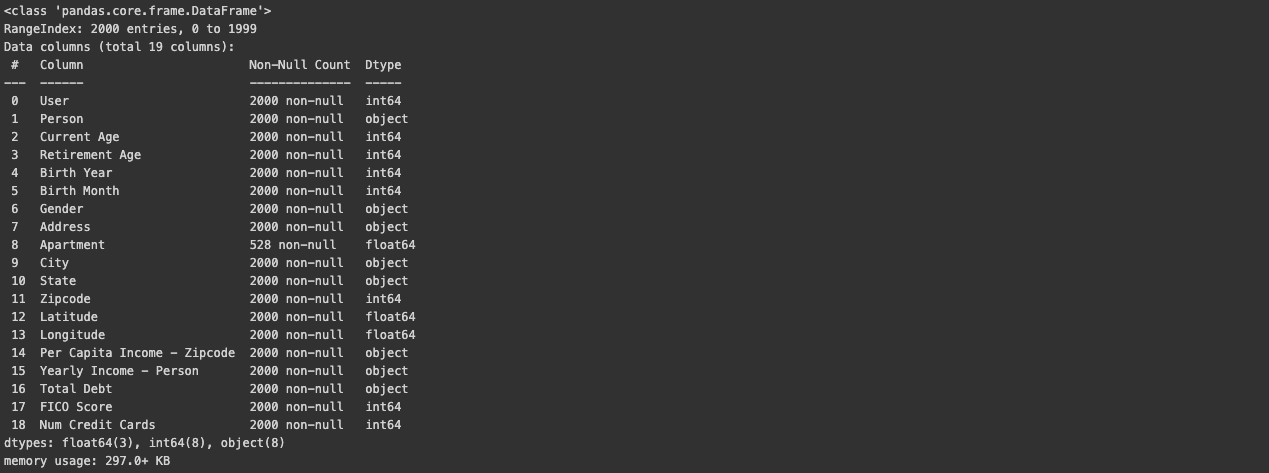 <class 'pandas.core.frame.DataFrame'>
RangeIndex: 2000 entries, 0 to 1999
Data columns (total 19 columns):
 #   Column                       Non-Null Count  Dtype
---  ------                       --------------  -----
 0   User                         2000 non-null   int64
 1   Person                       2000 non-null   object
 2   Current Age                  2000 non-null   int64
 3   Retirement Age               2000 non-null   int64
 4   Birth Year                   2000 non-null   int64
 5   Birth Month                  2000 non-null   int64
 6   Gender                       2000 non-null   object
 7   Address                      2000 non-null   object
 8   Apartment                    528 non-null    float64
 9   City                         2000 non-null   object
 10  State                        2000 non-null   object
 11  Zipcode                      2000 non-null   int64
 12  Latitude                     2000 non-null   float64
 13  Longitude                    2000 non-null   float64
 14  Per Capita Income - Zipcode  2000 non-null   object
 15  Yearly Income - Person       2000 non-null   object
 16  Total Debt                   2000 non-null   object
 17  FICO Score                   2000 non-null   int64
 18  Num Credit Cards             2000 non-null   int64
dtypes: float64(3), int64(8), object(8)
memory usage: 297.0+ KB